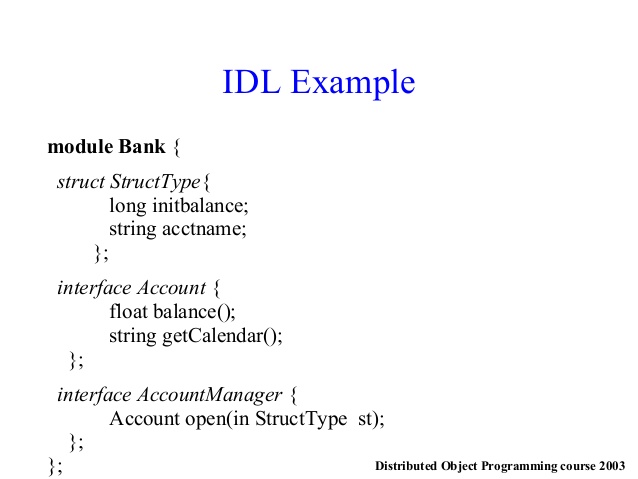 IDL Example
module Bank {
struct StructType{
long initbalance;
string acctname;
};
interface Account {
float balance();
string getCalendar();
};
interface AccountManager {
Account open(in StructType st);
};
};
Distributed Object Programming course 2003